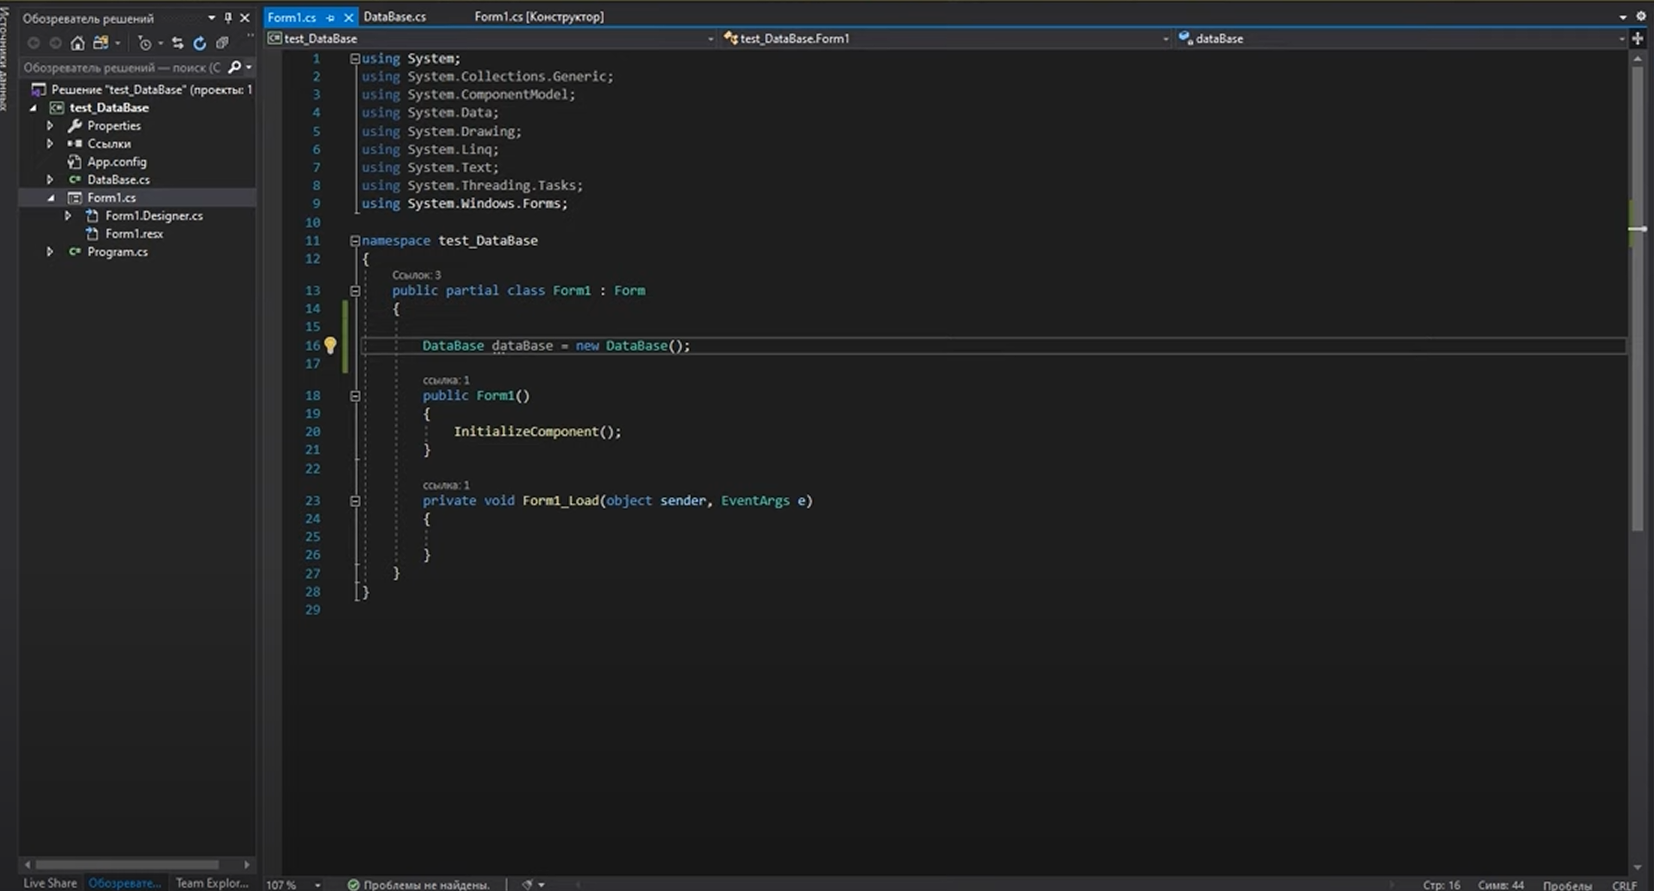 Источники данных
Обозреватель решений
Обозреватель решений — поиск (С
Решение "test_DataBase" (проекты: 1
test_DataBase
Properties
Ссылки
App.config
DataBase.cs
Form1.cs
Form1.Designer.cs
Form1.resx
Program.cs
Live Share
Обозревате...
Team Explor...
Form1.cs
DataBase.cs
Form1.cs [Конструктор]
test_DataBase
test_DataBase.Form1
dataBase
1 using System;
2 using System.Collections.Generic;
3 using System.ComponentModel;
4 using System.Data;
5 using System.Drawing;
6 using System.Linq;
7 using System.Text;
8 using System.Threading.Tasks;
9 using System.Windows.Forms;
10
11 namespace test_DataBase
12 {
Ссылок: 3
13 public partial class Form1 : Form
14 {
15
16 DataBase dataBase = new DataBase();
17
ссылка: 1
18 public Form1()
19 {
20 InitializeComponent();
21 }
22
ссылка: 1
23 private void Form1_Load(object sender, EventArgs e)
24 {
25
26 }
27 }
28 }
29
107 %
Проблемы не найдены.
Стр: 16
Симв: 44
Пробелы
CRLF